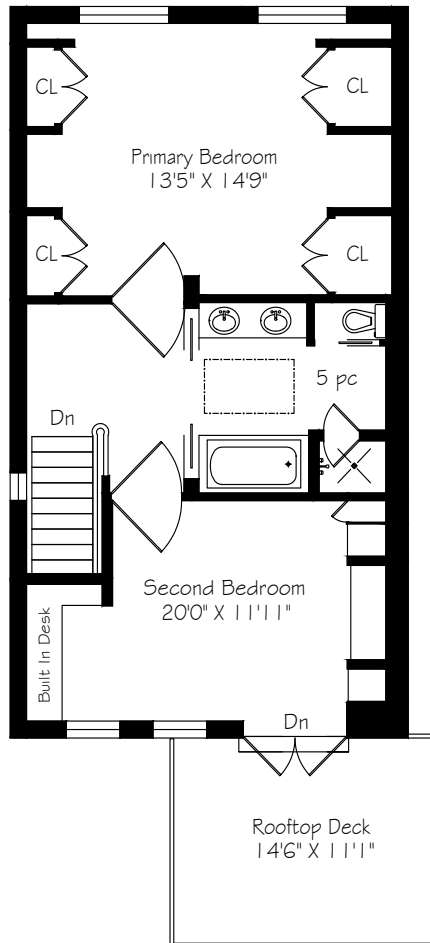 CL
CL
Primary Bedroom
13'5" X 14'9"
CL
CL
5 pc
Dn
Second Bedroom
20'0" X 11'11"
Built In Desk
Dn
Rooftop Deck
14'6" X 11'1"